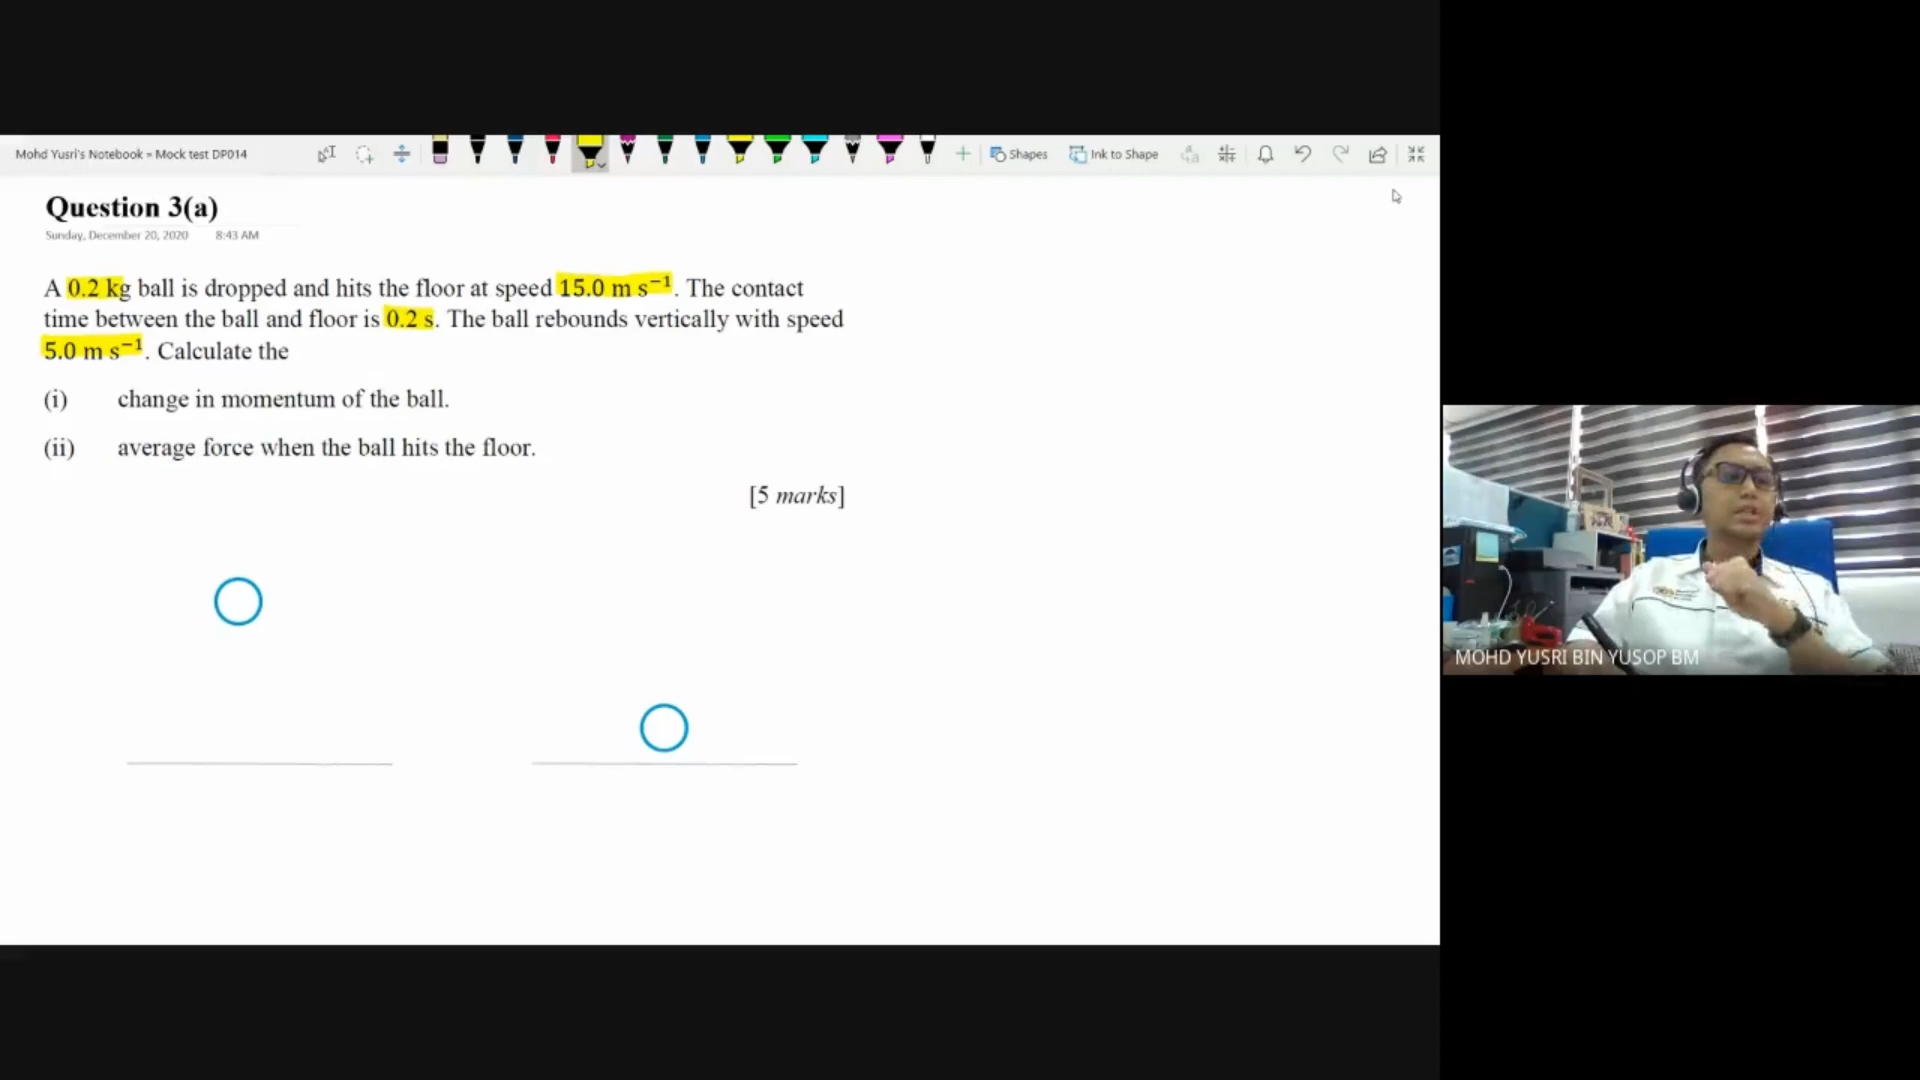 Mohd Yusri's Notebook » Mock test DP014
Shapes
Ink to Shape
Question 3(a)
Sunday, December 20, 2020 8:43 AM
A 0.2 kg ball is dropped and hits the floor at speed 15.0 m s⁻¹. The contact
time between the ball and floor is 0.2 s. The ball rebounds vertically with speed
5.0 m s⁻¹. Calculate the
(i) change in momentum of the ball.
(ii) average force when the ball hits the floor.
[5 marks]
MOHD YUSRI BIN YUSOP BM